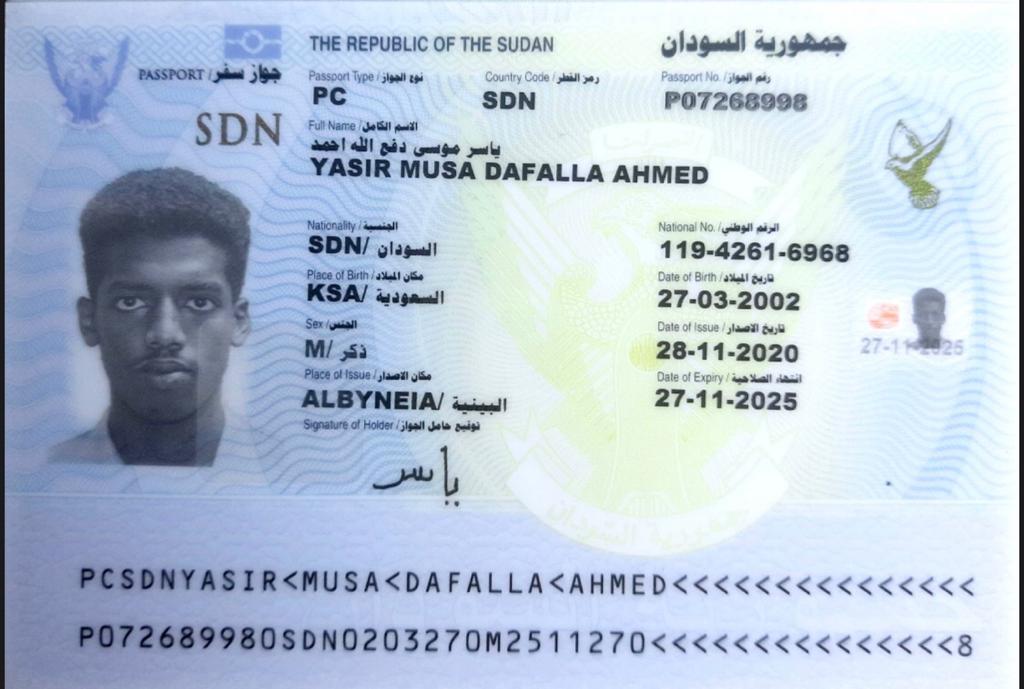 THE REPUBLIC OF THE SUDAN جمهورية السودان
PASSPORT / جواز سفر
SDN
Passport Type / نوع الجواز Country Code / رمز القطر Passport No. / رقم الجواز
PC SDN P07268998
Full Name / الاسم الكامل
ياسر موسى دفع الله احمد
YASIR MUSA DAFALLA AHMED
Nationality / الجنسية National No. / الرقم الوطني
SDN/ السودان 119-4261-6968
Place of Birth / مكان الميلاد Date of Birth / تاريخ الميلاد
KSA/ السعودية 27-03-2002
Sex / الجنس Date of Issue / تاريخ الاصدار
M/ ذكر 28-11-2020
27-11-2025
Place of Issue / مكان الاصدار Date of Expiry / انتهاء الصلاحية
ALBYNEIA/ البينية 27-11-2025
Signature of Holder / توقيع حامل الجواز
ياسر
جمهورية السودان
PCSDNYASIR<MUSA<DAFALLA<AHMED<<<<<<<<<<<<<<<
P072689980SDN0203270M2511270<<<<<<<<<<<<<<<8